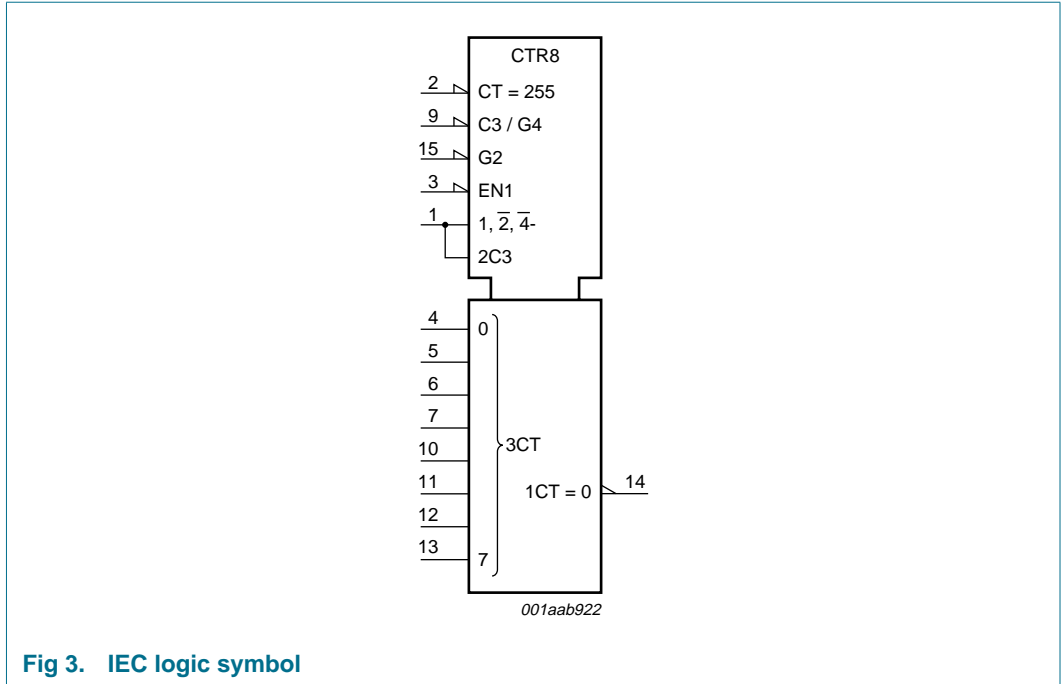 CTR8
2 CT = 255
9 C3 / G4
15 G2
3 EN1
1 1, 2̅, 4̅-
2C3
4 0
5
6
7
10 3CT
11 1CT = 0 14
12
13 7
001aab922
Fig 3. IEC logic symbol